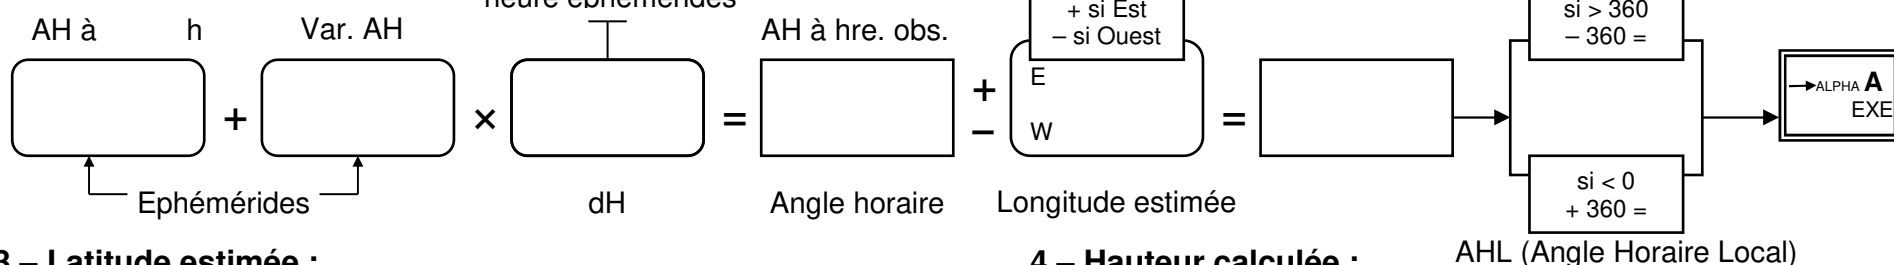 heure éphémérides
AH à h
Var. AH
AH à hre. obs.
+ si Est
– si Ouest
si > 360
– 360 =
E
W
+
×
=
+
–
=
ALPHA A
EXE
Ephémérides
dH
Angle horaire
Longitude estimée
si < 0
+ 360 =
AHL (Angle Horaire Local)
3 – Latitude estimée :
4 – Hauteur calculée :